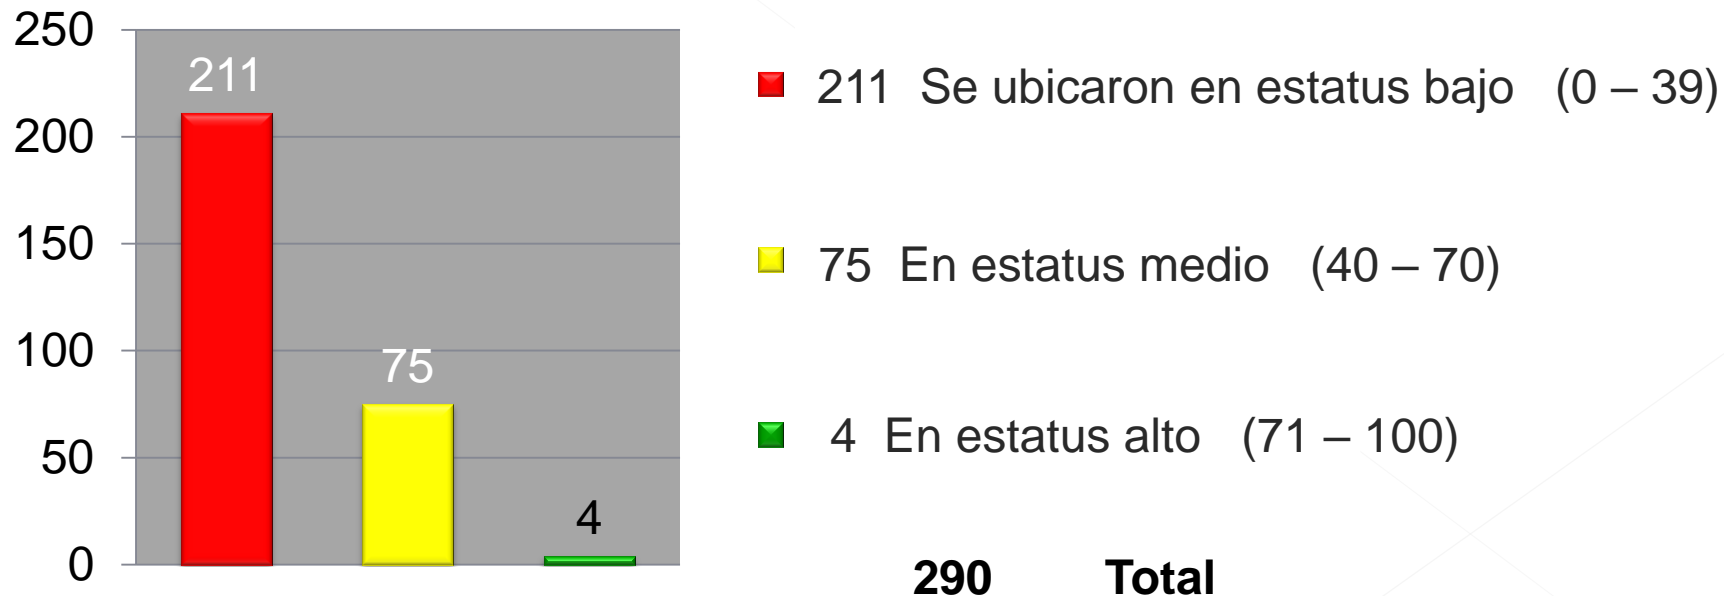 250
200
150
100
50
0
211
75
4
211 Se ubicaron en estatus bajo (0 – 39)
75 En estatus medio (40 – 70)
4 En estatus alto (71 – 100)
290 Total